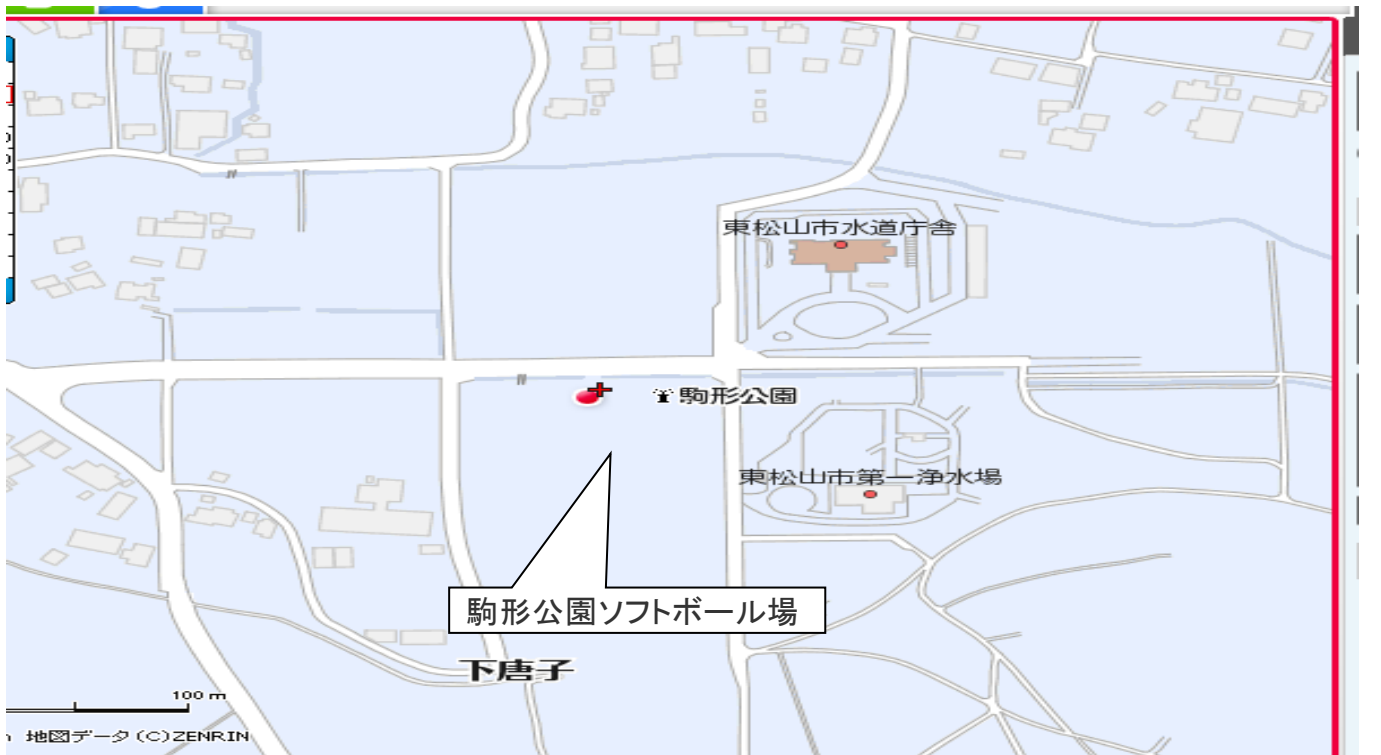 東松山市水道庁舎
駒形公園
東松山市第一浄水場
駒形公園ソフトボール場
下唐子
100 m
地図データ (C)ZENRIN